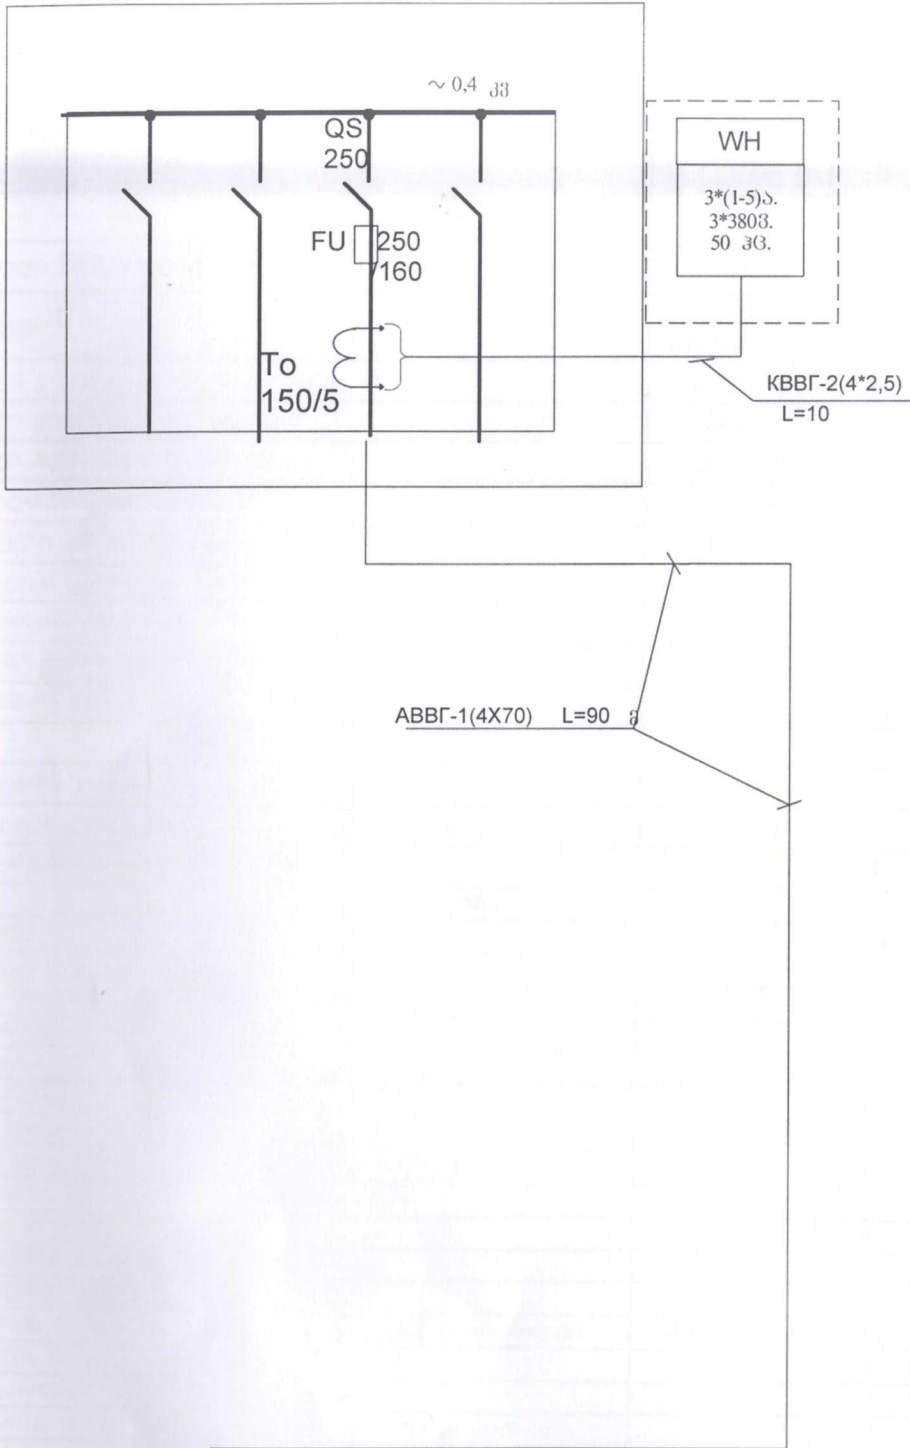 ~ 0,4 კვ
QS
250
FU 250
/160
To
150/5
WH
3*(1-5)ა.
3*380ვ.
50 ჰც.
КВВГ-2(4*2,5)
L=10
АВВГ-1(4X70) L=90 მ